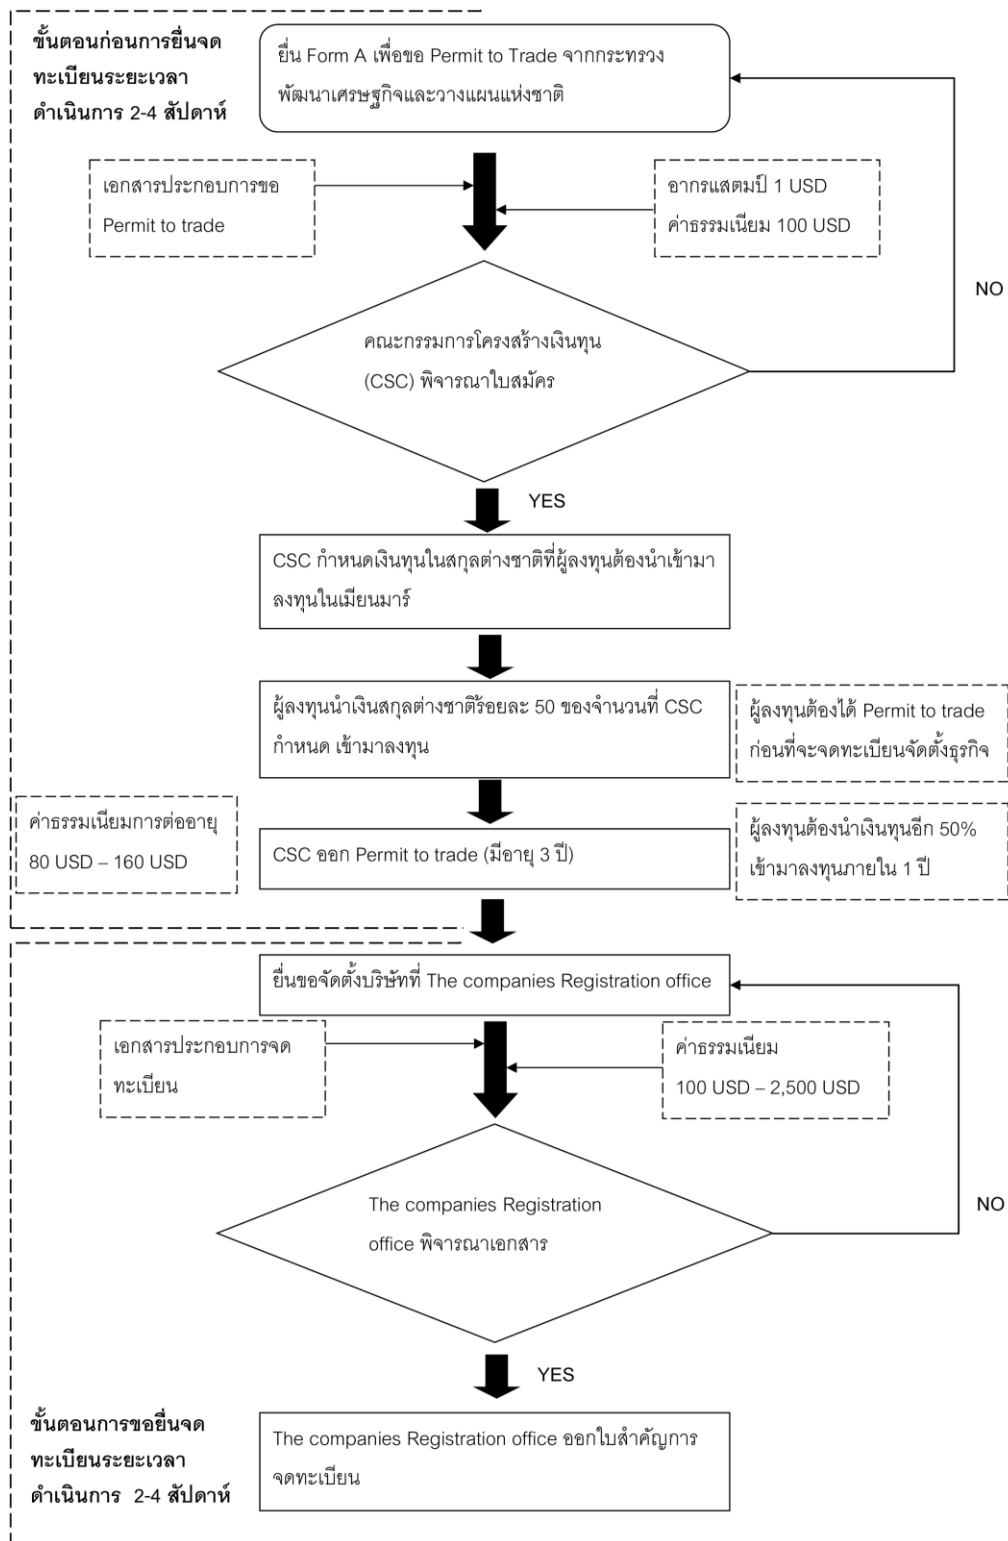 ขั้นตอนก่อนการยื่นจด
ทะเบียนระยะเวลา
ดำเนินการ 2-4 สัปดาห์
ยื่น Form A เพื่อขอ Permit to Trade จากกระทรวง
พัฒนาเศรษฐกิจและวางแผนแห่งชาติ
เอกสารประกอบการขอ
Permit to trade
อากรแสตมป์ 1 USD
ค่าธรรมเนียม 100 USD
NO
คณะกรรมการโครงสร้างเงินทุน
(CSC) พิจารณาใบสมัคร
YES
CSC กำหนดเงินทุนในสกุลต่างชาติที่ผู้ลงทุนต้องนำเข้ามา
ลงทุนในเมียนมาร์
ผู้ลงทุนนำเงินสกุลต่างชาติร้อยละ 50 ของจำนวนที่ CSC
กำหนด เข้ามาลงทุน
ผู้ลงทุนต้องได้ Permit to trade
ก่อนที่จะจดทะเบียนจัดตั้งธุรกิจ
ค่าธรรมเนียมการต่ออายุ
80 USD – 160 USD
CSC ออก Permit to trade (มีอายุ 3 ปี)
ผู้ลงทุนต้องนำเงินทุนอีก 50%
เข้ามาลงทุนภายใน 1 ปี
ยื่นขอจัดตั้งบริษัทที่ The companies Registration office
เอกสารประกอบการจด
ทะเบียน
ค่าธรรมเนียม
100 USD – 2,500 USD
NO
The companies Registration
office พิจารณาเอกสาร
YES
ขั้นตอนการขอยื่นจด
ทะเบียนระยะเวลา
ดำเนินการ 2-4 สัปดาห์
The companies Registration office ออกใบสำคัญการ
จดทะเบียน